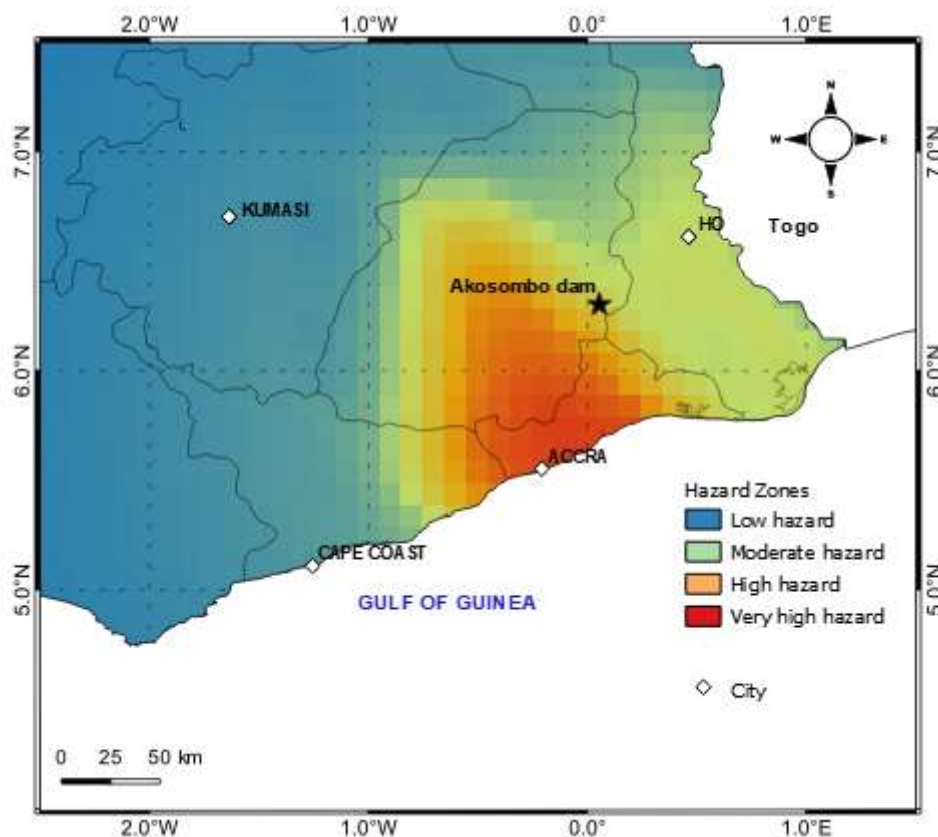 2.0°W 1.0°W 0.0° 1.0°E
N
W E
S
7.0°N 7.0°N
KUMASI
HO
Togo
Akosombo dam
6.0°N 6.0°N
ACCRA
Hazard Zones
Low hazard
CAPE COAST
Moderate hazard
High hazard
5.0°N 5.0°N
GULF OF GUINEA
Very high hazard
City
0 25 50 km
2.0°W 1.0°W 0.0° 1.0°E